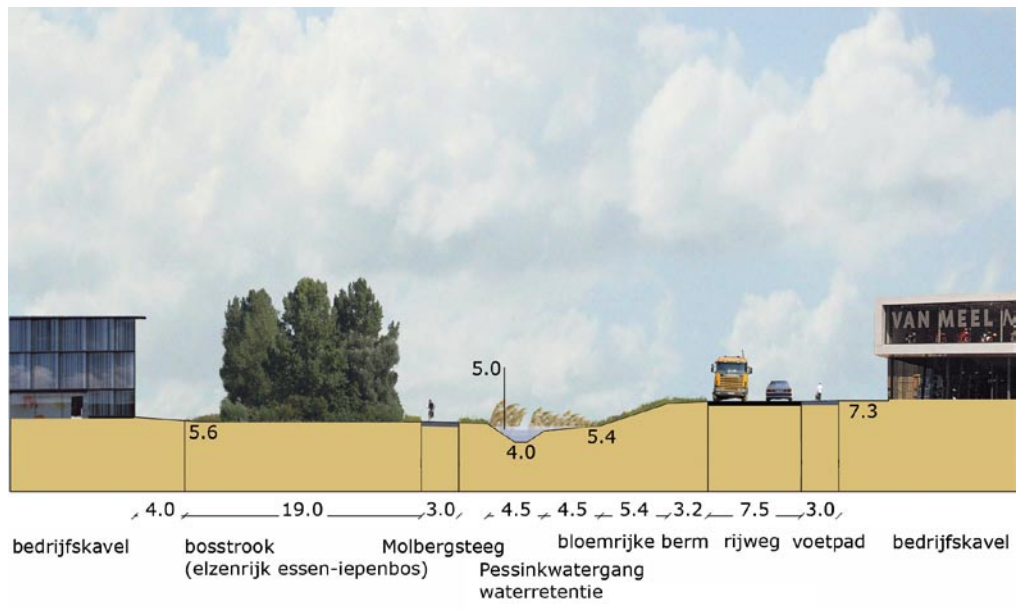 VAN MEEL
5.0
5.6
4.0
5.4
7.3
4.0 19.0 3.0 4.5 4.5 5.4 3.2 7.5 3.0
bedrijfskavel bosstrook Molbergsteeg bloemrijke berm rijweg voetpad bedrijfskavel
(elzenrijk essen-iepenbos) Pessinkwatergang
waterretentie